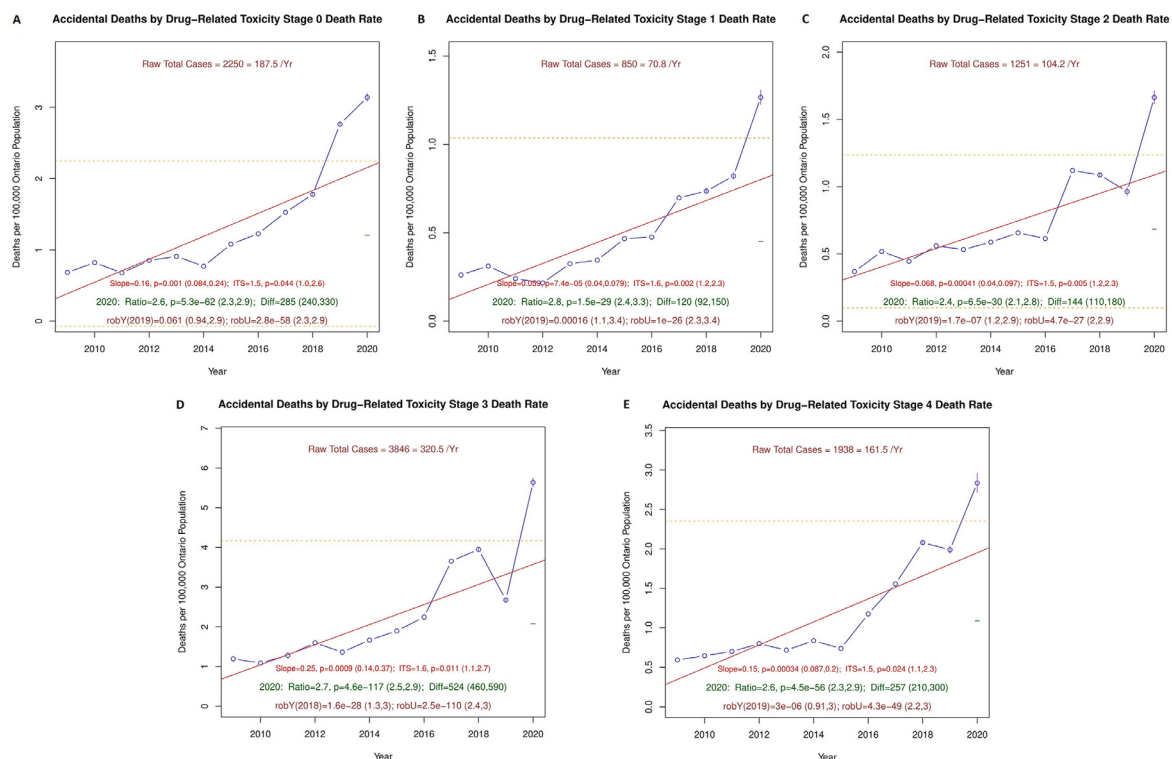 A
Accidental Deaths by Drug−Related Toxicity Stage 0 Death Rate
Raw Total Cases = 2250 = 187.5 /Yr
Deaths per 100,000 Ontario Population
3
2
1
0
Slope=0.16, p=0.001 (0.084,0.24); ITS=1.5, p=0.044 (1.0,2.6)
2020: Ratio=2.6, p=5.3e−62 (2.3,2.9); Diff=285 (240,330)
robY(2019)=0.061 (0.94,2.9); robU=2.8e−58 (2.3,2.9)
2010 2012 2014 2016 2018 2020
Year
B
Accidental Deaths by Drug−Related Toxicity Stage 1 Death Rate
Raw Total Cases = 850 = 70.8 /Yr
Deaths per 100,000 Ontario Population
1.5
1.0
0.5
0.0
Slope=0.059, p=7.4e−05 (0.04,0.079); ITS=1.6, p=0.002 (1.2,2.3)
2020: Ratio=2.8, p=1.5e−29 (2.4,3.3); Diff=120 (92,150)
robY(2019)=0.00016 (1.1,3.4); robU=1e−26 (2.3,3.4)
2010 2012 2014 2016 2018 2020
Year
C
Accidental Deaths by Drug−Related Toxicity Stage 2 Death Rate
Raw Total Cases = 1251 = 104.2 /Yr
Deaths per 100,000 Ontario Population
2.0
1.5
1.0
0.5
0.0
Slope=0.068, p=0.00041 (0.04,0.097); ITS=1.5, p=0.005 (1.2,2.3)
2020: Ratio=2.4, p=6.5e−30 (2.1,2.8); Diff=144 (110,180)
robY(2019)=1.7e−07 (1.2,2.9); robU=4.7e−27 (2,2.9)
2010 2012 2014 2016 2018 2020
Year
D
Accidental Deaths by Drug−Related Toxicity Stage 3 Death Rate
Raw Total Cases = 3846 = 320.5 /Yr
Deaths per 100,000 Ontario Population
7
6
5
4
3
2
1
0
Slope=0.25, p=0.0009 (0.14,0.37); ITS=1.6, p=0.011 (1.1,2.7)
2020: Ratio=2.7, p=4.6e−117 (2.5,2.9); Diff=524 (460,590)
robY(2018)=1.6e−28 (1.3,3); robU=2.5e−110 (2.4,3)
2010 2012 2014 2016 2018 2020
Year
E
Accidental Deaths by Drug−Related Toxicity Stage 4 Death Rate
Raw Total Cases = 1938 = 161.5 /Yr
Deaths per 100,000 Ontario Population
3.5
3.0
2.5
2.0
1.5
1.0
0.5
0.0
Slope=0.15, p=0.00034 (0.087,0.2); ITS=1.5, p=0.024 (1.1,2.3)
2020: Ratio=2.6, p=4.5e−56 (2.3,2.9); Diff=257 (210,300)
robY(2019)=3e−06 (0.91,3); robU=4.3e−49 (2.2,3)
2010 2012 2014 2016 2018 2020
Year